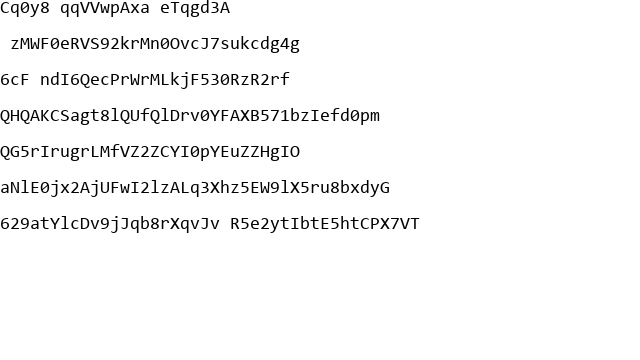 Cq0y8 qqVVwpAxa eTqgd3A
zMWF0eRVS92krMn0OvcJ7sukcdg4g
6cF ndI6QecPrWrMLkjF530RzR2rf
QHQAKCSagt8lQUfQlDrv0YFAXB571bzIefd0pm
QG5rIrugrLMfVZ2ZCYI0pYEuZZHgIO
aNlE0jx2AjUFwI2lzALq3Xhz5EW9lX5ru8bxdyG
629atYlcDv9jJqb8rXqvJv R5e2ytIbtE5htCPX7VT